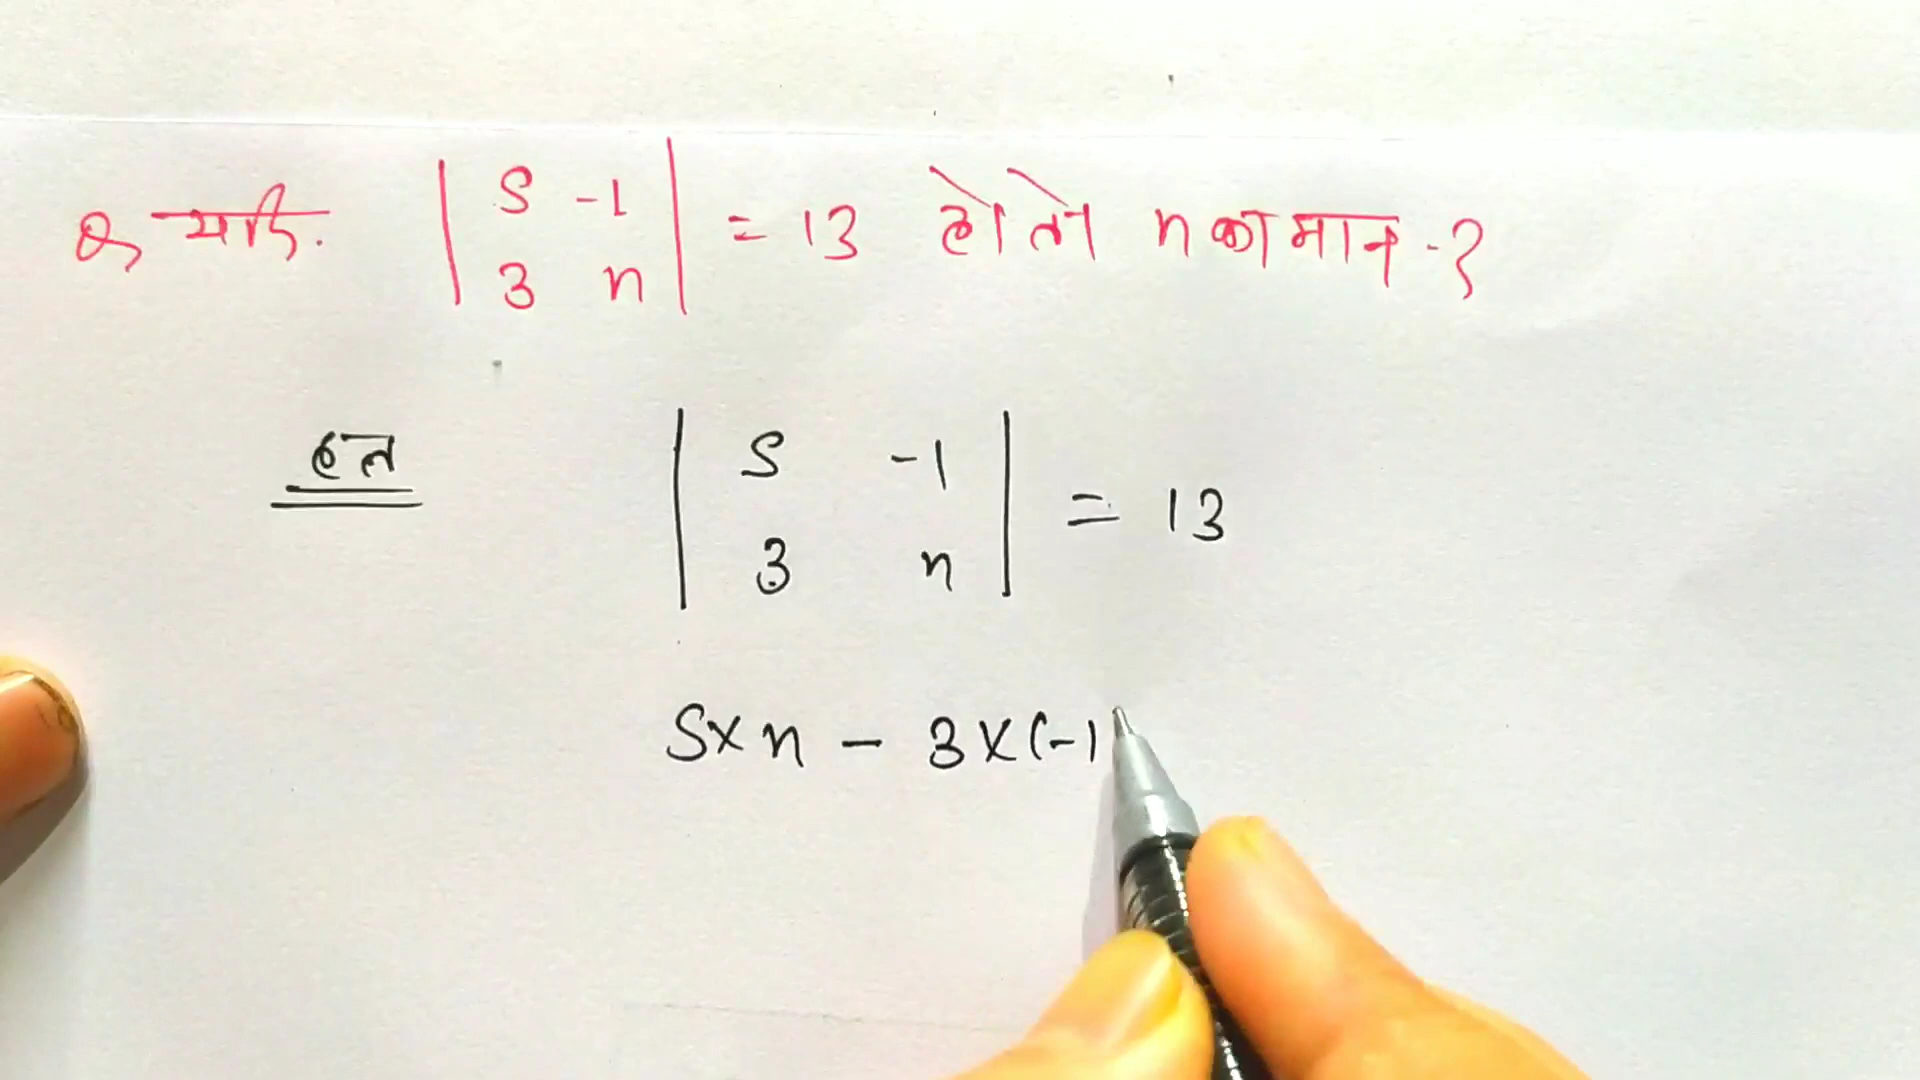 Q, यदि. | 5 -1 | = 13 हो तो n का मान -?
| 3 n |
हल
| 5 -1 | = 13
| 3 n |
5×n - 3×(-1